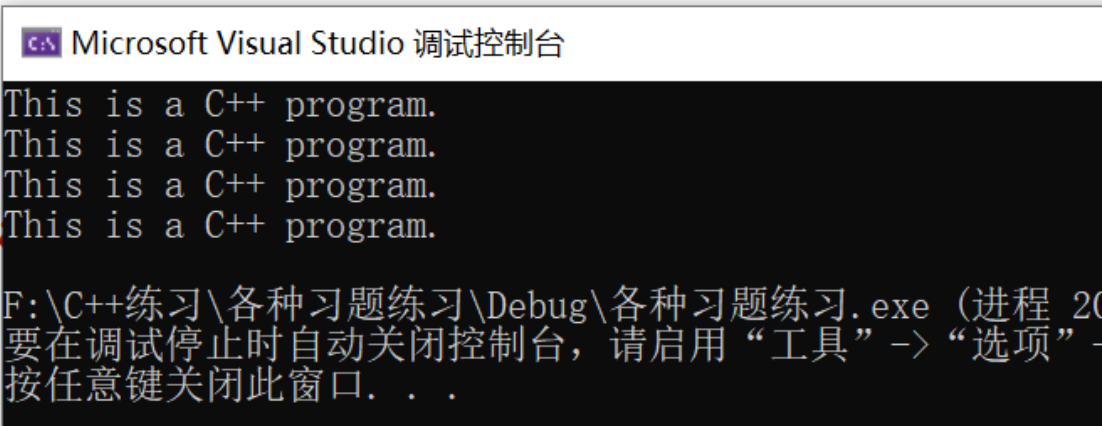 Microsoft Visual Studio 调试控制台
This is a C++ program.
This is a C++ program.
This is a C++ program.
This is a C++ program.
F:\C++练习\各种习题练习\Debug\各种习题练习.exe (进程 20
要在调试停止时自动关闭控制台，请启用“工具”->“选项”-
按任意键关闭此窗口. . .